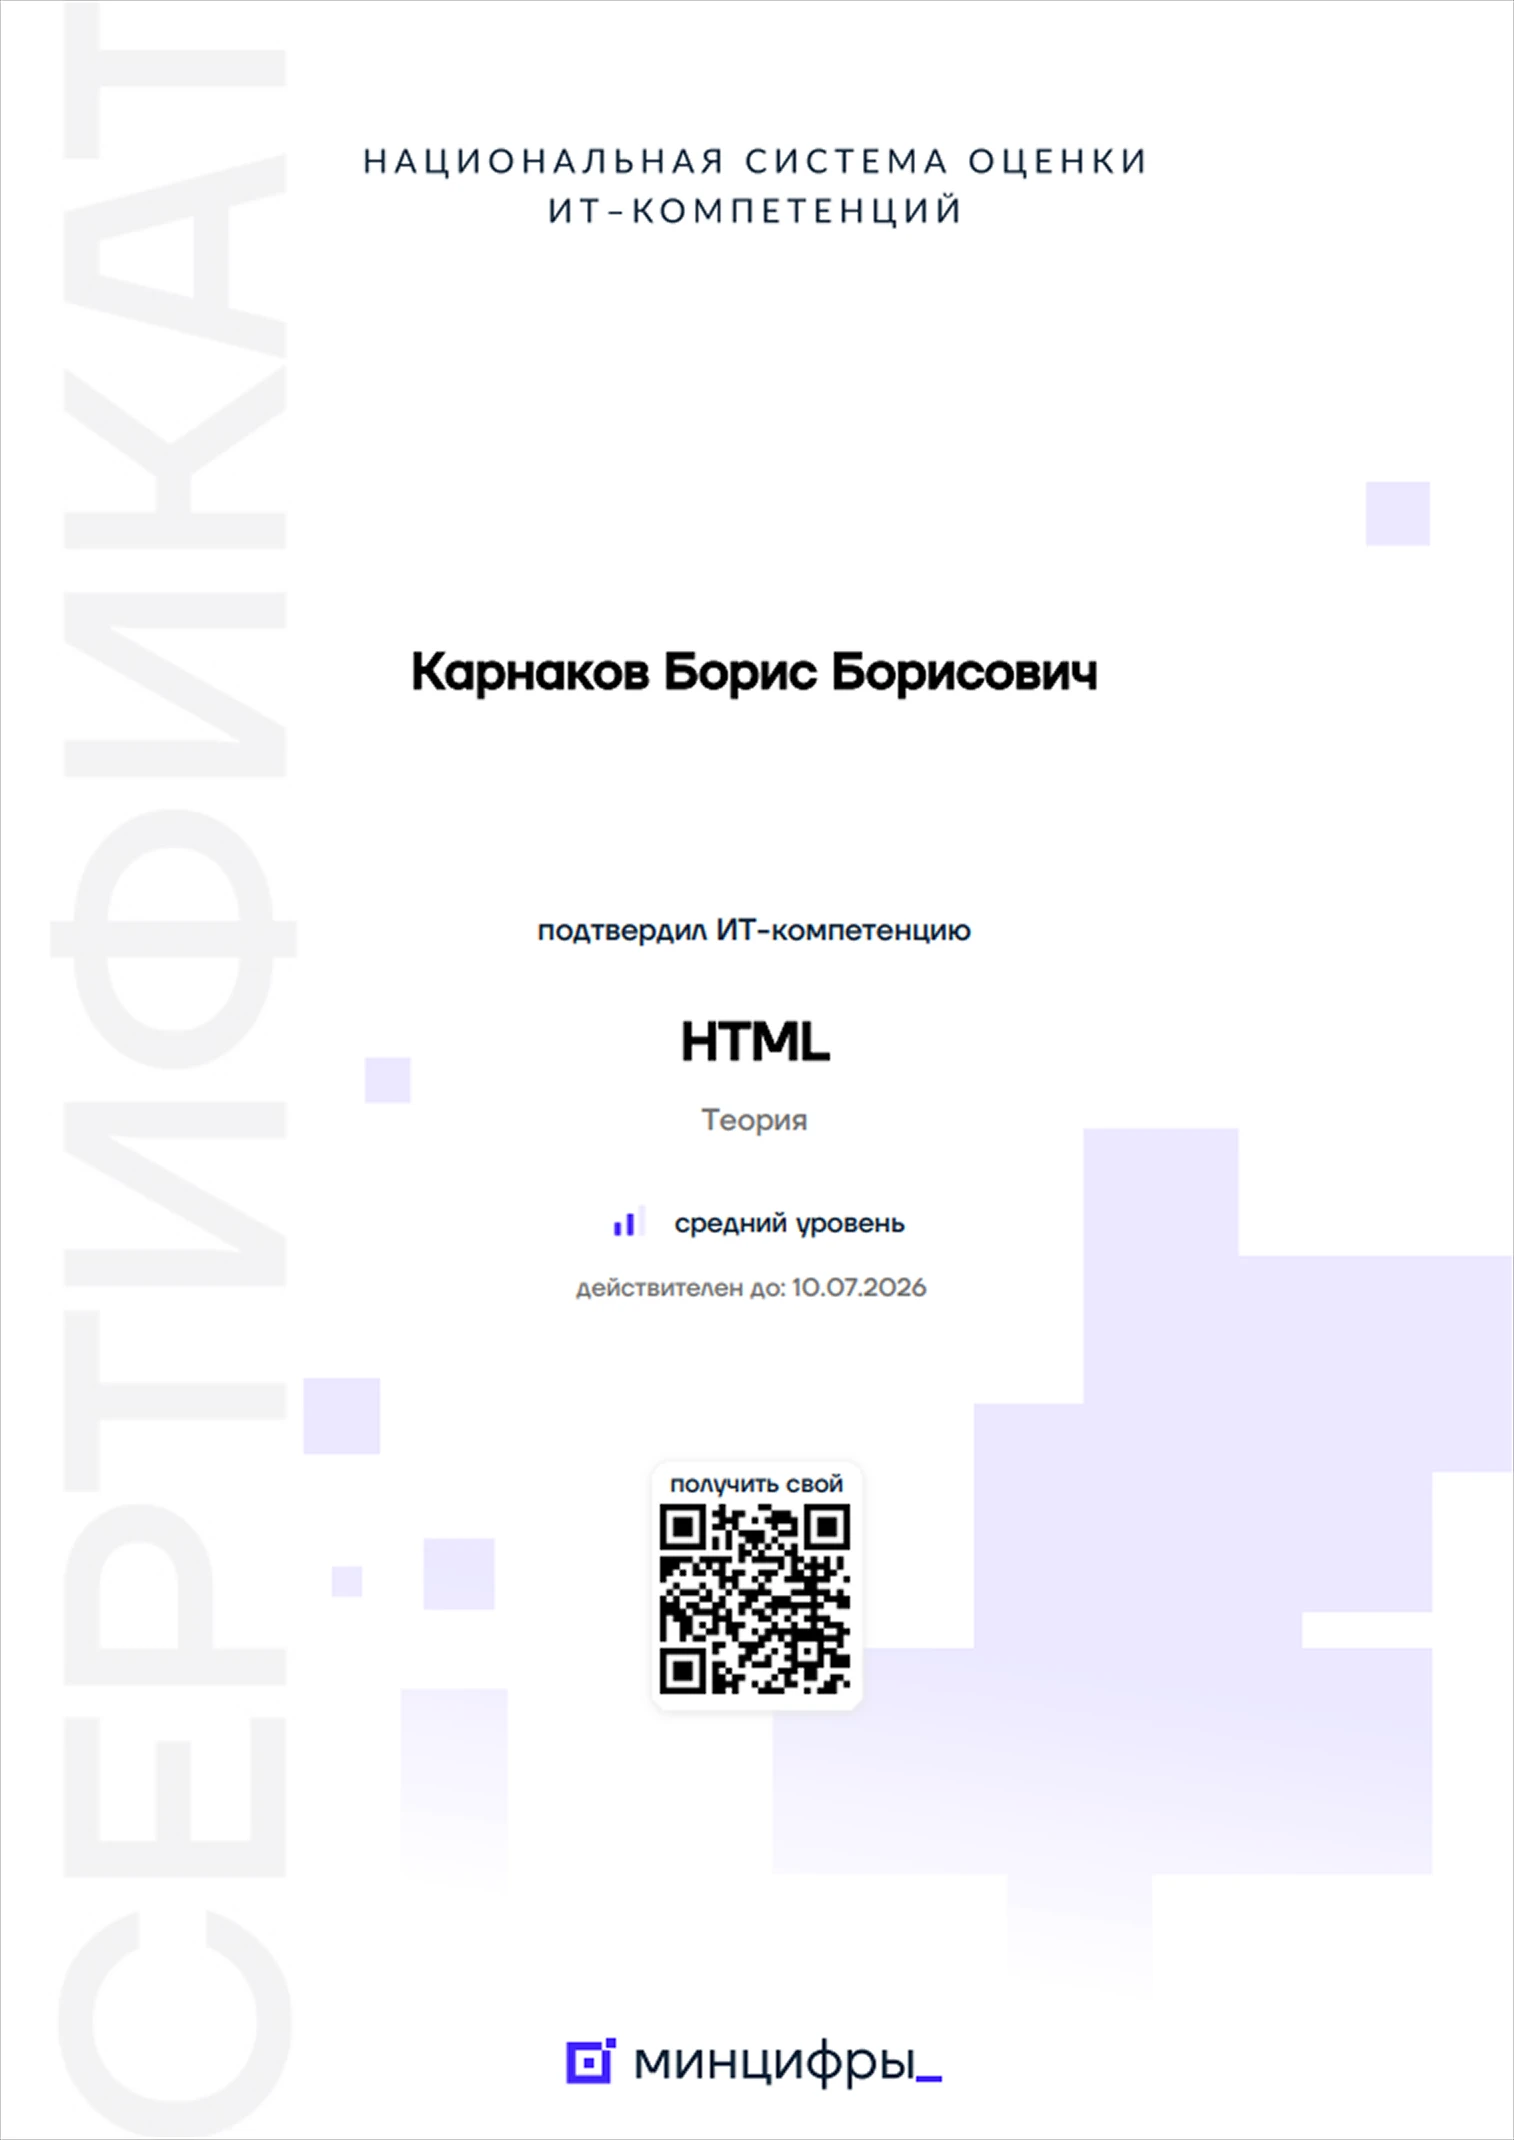 СЕРТИФИКАТ
НАЦИОНАЛЬНАЯ СИСТЕМА ОЦЕНКИ
ИТ-КОМПЕТЕНЦИЙ
Карнаков Борис Борисович
подтвердил ИТ-компетенцию
HTML
Теория
средний уровень
действителен до: 10.07.2026
получить свой
минцифры_